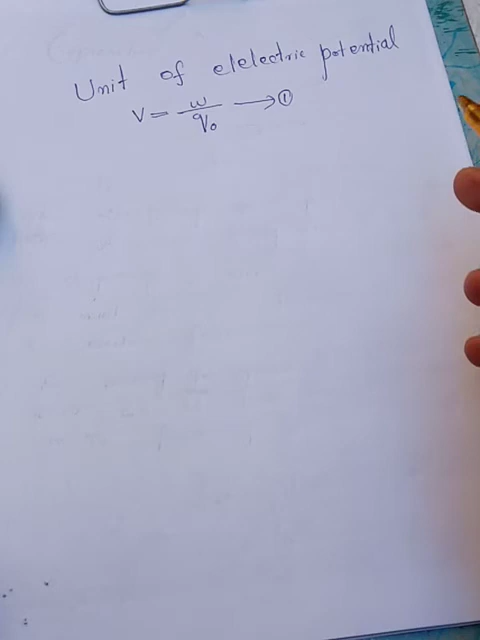 Unit of elelectric potential
V = w/q₀ → ①